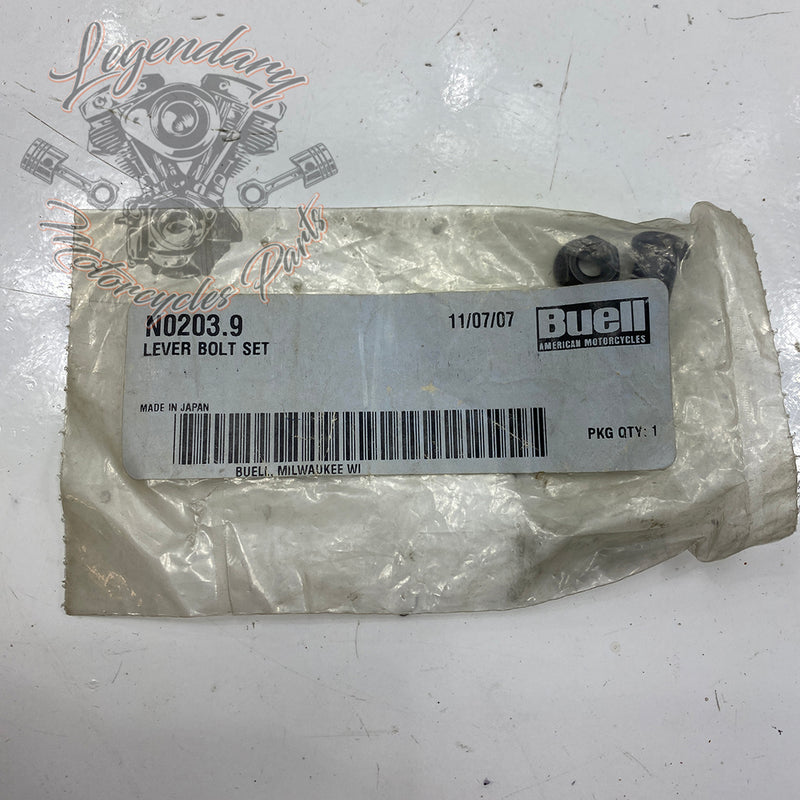 Legendary
Motorcycles Parts
N0203.9
11/07/07
Buell
LEVER BOLT SET
AMERICAN MOTORCYCLES
MADE IN JAPAN
PKG QTY: 1
BUELL, MILWAUKEE WI